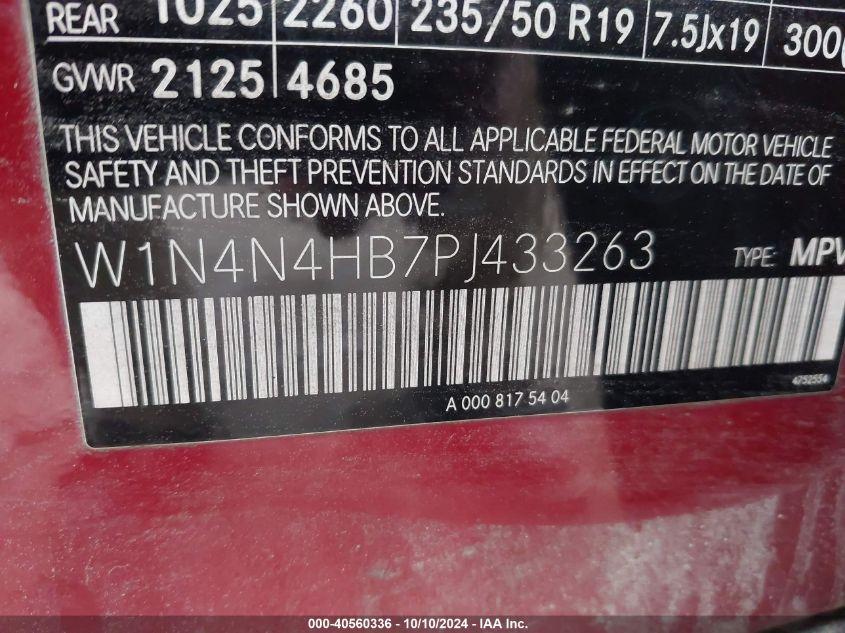 REAR 1025 2260 235/50 R19 7.5Jx19 300
GVWR 2125 4685
THIS VEHICLE CONFORMS TO ALL APPLICABLE FEDERAL MOTOR VEHICLE
SAFETY AND THEFT PREVENTION STANDARDS IN EFFECT ON THE DATE OF
MANUFACTURE SHOWN ABOVE.
W1N4N4HB7PJ433263 TYPE: MPV
4752554
A 000 817 54 04
000-40560336 - 10/10/2024 - IAA Inc.